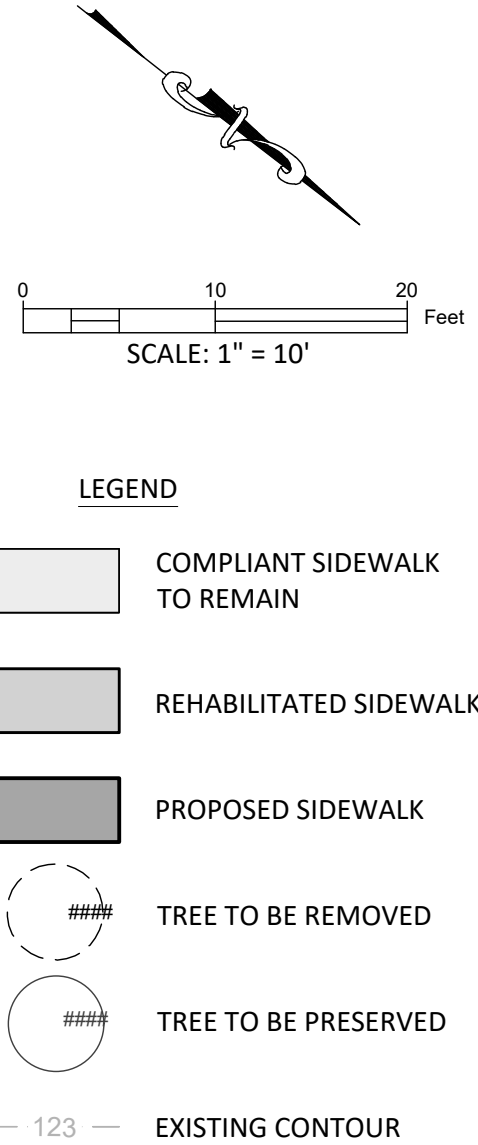 0 10 20
Feet
SCALE: 1" = 10'
LEGEND
COMPLIANT SIDEWALK
TO REMAIN
REHABILITATED SIDEWALK
PROPOSED SIDEWALK
#### TREE TO BE REMOVED
#### TREE TO BE PRESERVED
123 EXISTING CONTOUR